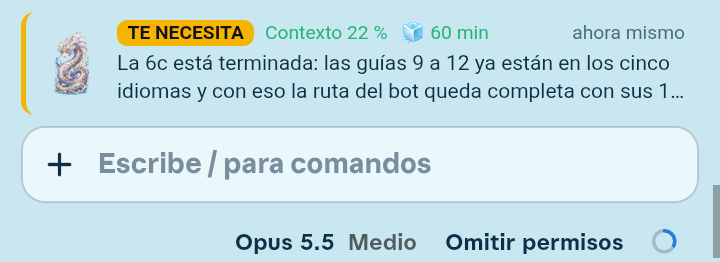 TE NECESITA Contexto 22 % 60 min ahora mismo
La 6c está terminada: las guías 9 a 12 ya están en los cinco
idiomas y con eso la ruta del bot queda completa con sus 1...
Escribe / para comandos
Opus 5.5 Medio Omitir permisos